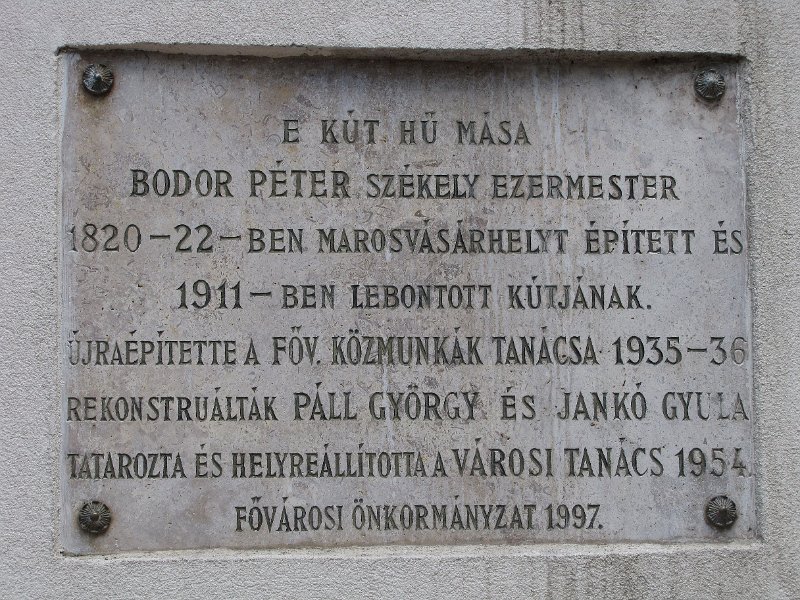 E KÚT HŰ MÁSA
BODOR PÉTER SZÉKELY EZERMESTER
1820-22-BEN MAROSVÁSÁRHELYT ÉPÍTETT ÉS
1911-BEN LEBONTOTT KÚTJÁNAK.
ÚJRAÉPÍTETTE A FŐV. KÖZMUNKÁK TANÁCSA 1935-36
REKONSTRUÁLTÁK PÁLL GYÖRGY ÉS JANKÓ GYULA
TATAROZTA ÉS HELYREÁLLÍTOTTA A VÁROSI TANÁCS 1954.
FŐVÁROSI ÖNKORMÁNYZAT 1997.